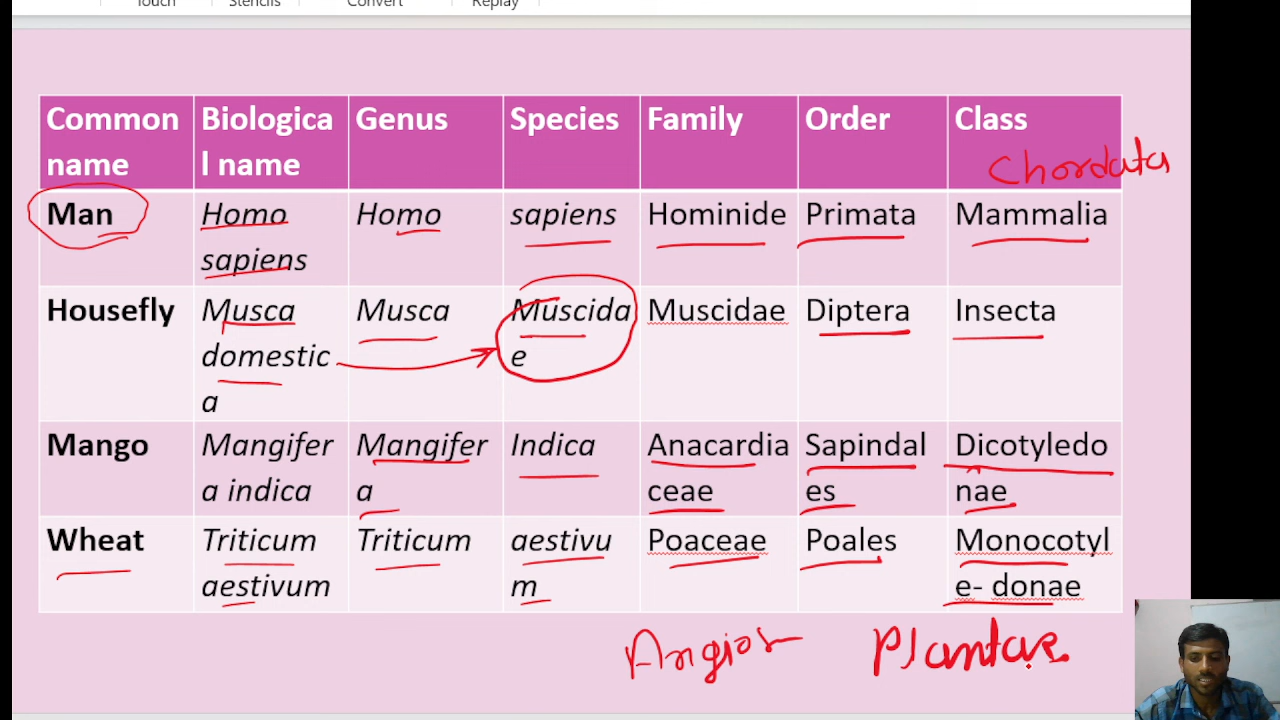 Touch Stencils Convert Replay
Common Biologica Genus Species Family Order Class
name l name
Chordata
Man Homo Homo sapiens Hominide Primata Mammalia
sapiens
Housefly Musca Musca Muscida Muscidae Diptera Insecta
domestic e
a
Mango Mangifer Mangifer Indica Anacardia Sapindal Dicotyledo
a indica a ceae es nae
Wheat Triticum Triticum aestivu Poaceae Poales Monocotyl
aestivum m e- donae
Angios Plantae